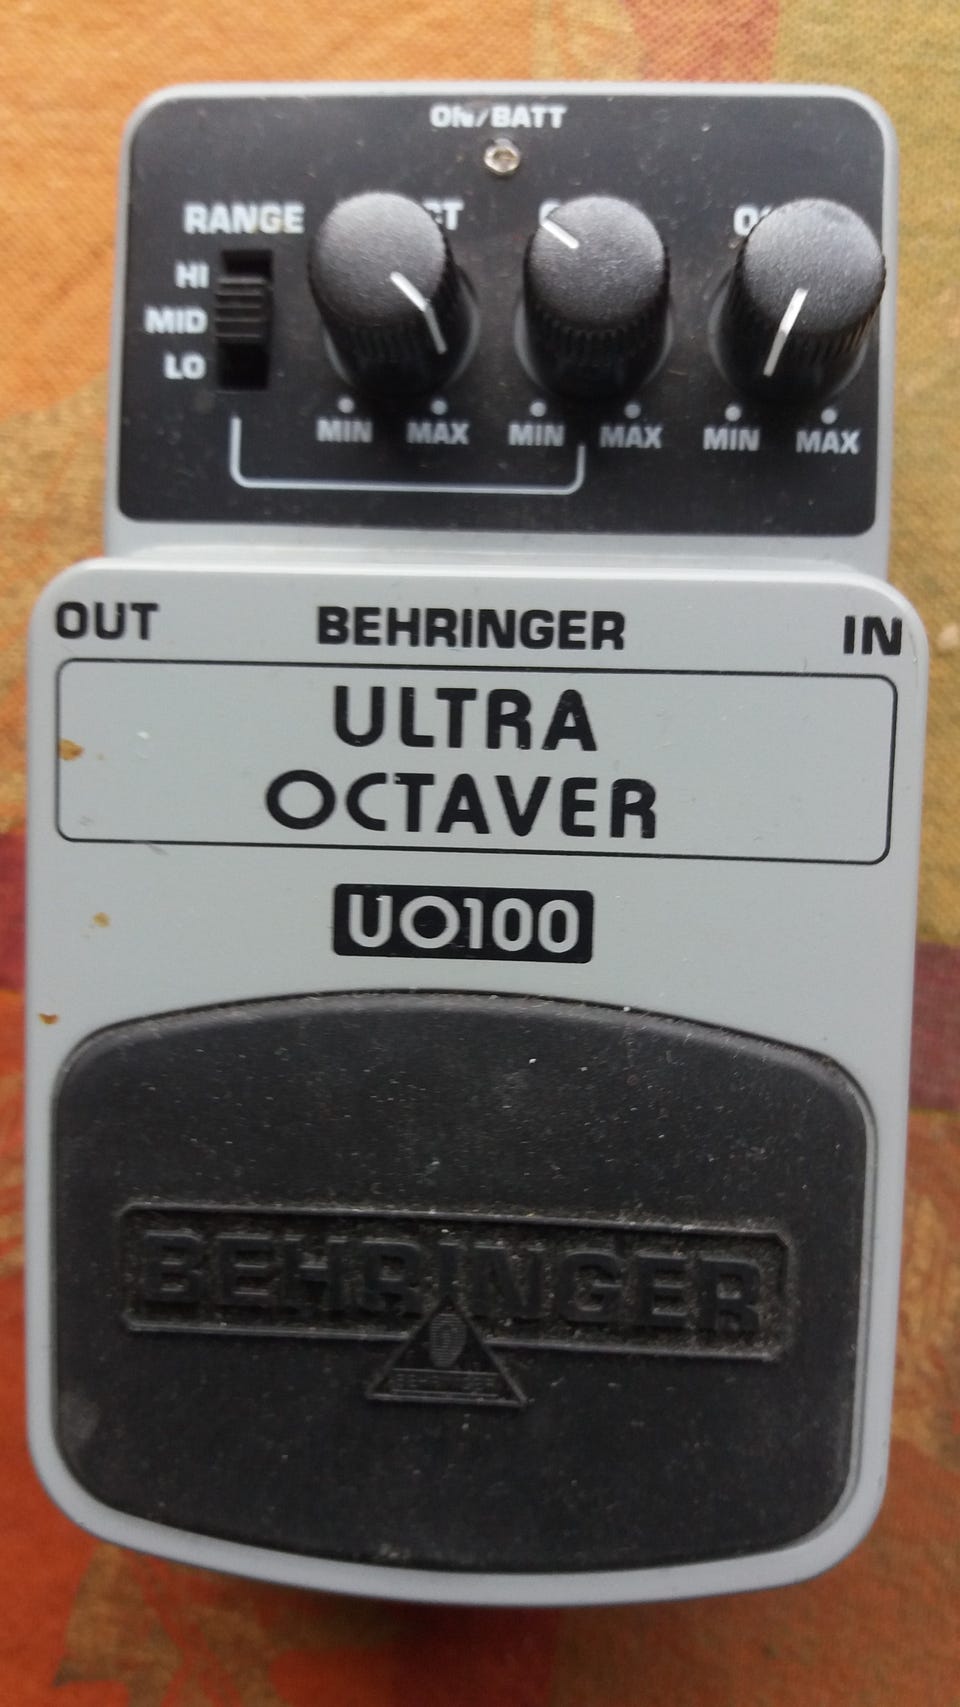 ON/BATT
RANGE
HI
MID
LO
MIN MAX MIN MAX MIN MAX
OUT BEHRINGER IN
ULTRA
OCTAVER
UO100
BEHRINGER
BEHRINGER